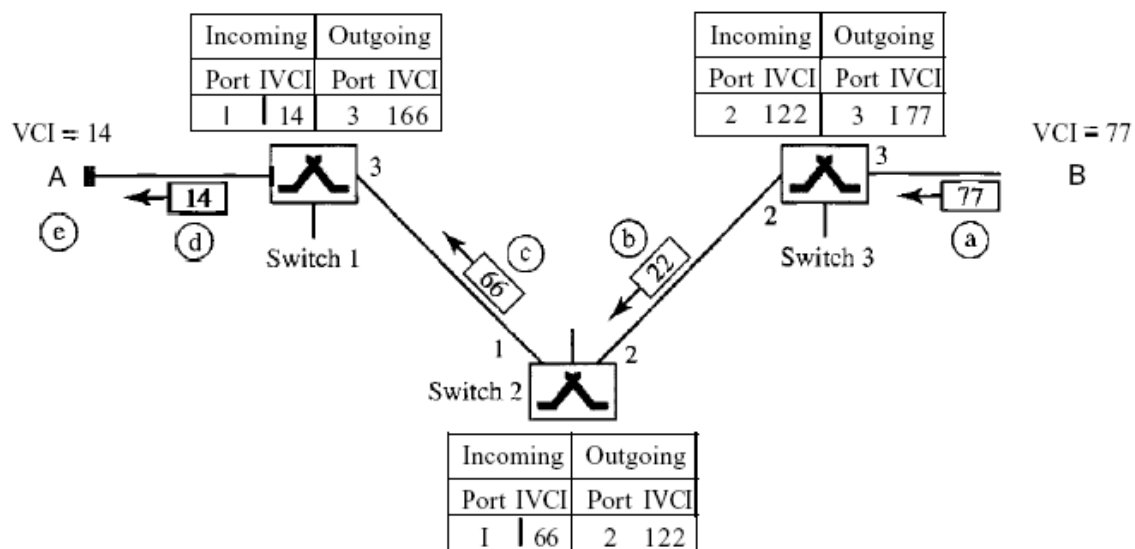 Incoming Outgoing
Port IVCI Port IVCI
I | 14 3 166
Incoming Outgoing
Port IVCI Port IVCI
2 122 3 I 77
VCI = 14
VCI = 77
A
14
3
3
77
B
2
e
d
Switch 1
c
66
b
22
Switch 3
a
1
2
Switch 2
Incoming Outgoing
Port IVCI Port IVCI
I | 66 2 122